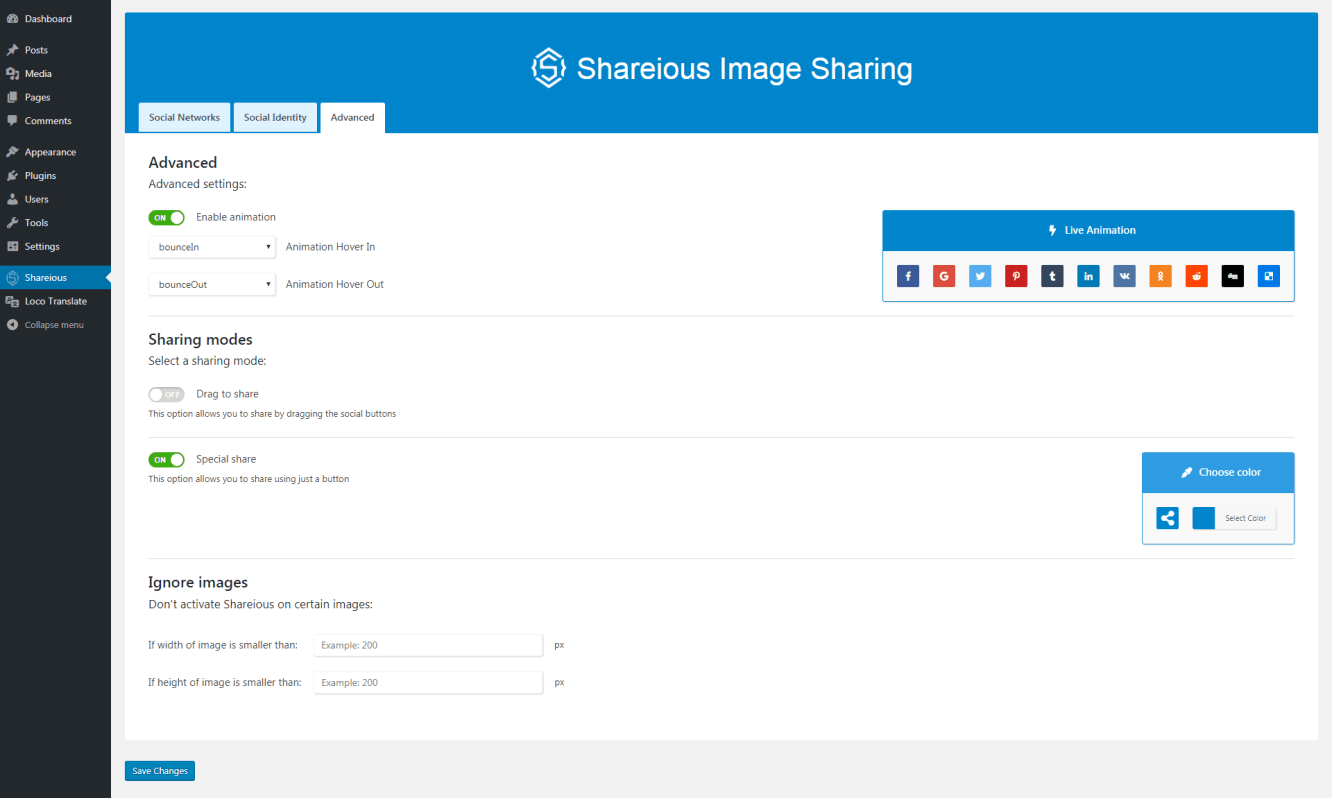 Dashboard
Posts
Media
Pages
Comments
Appearance
Plugins
Users
Tools
Settings
Shareious
Loco Translate
Collapse menu
Shareious Image Sharing
Social Networks
Social Identity
Advanced
Advanced
Advanced settings:
ON Enable animation
bounceIn Animation Hover In
bounceOut Animation Hover Out
Live Animation
Sharing modes
Select a sharing mode:
OFF Drag to share
This option allows you to share by dragging the social buttons
ON Special share
This option allows you to share using just a button
Choose color
Select Color
Ignore images
Don't activate Shareious on certain images:
If width of image is smaller than: Example: 200 px
If height of image is smaller than: Example: 200 px
Save Changes